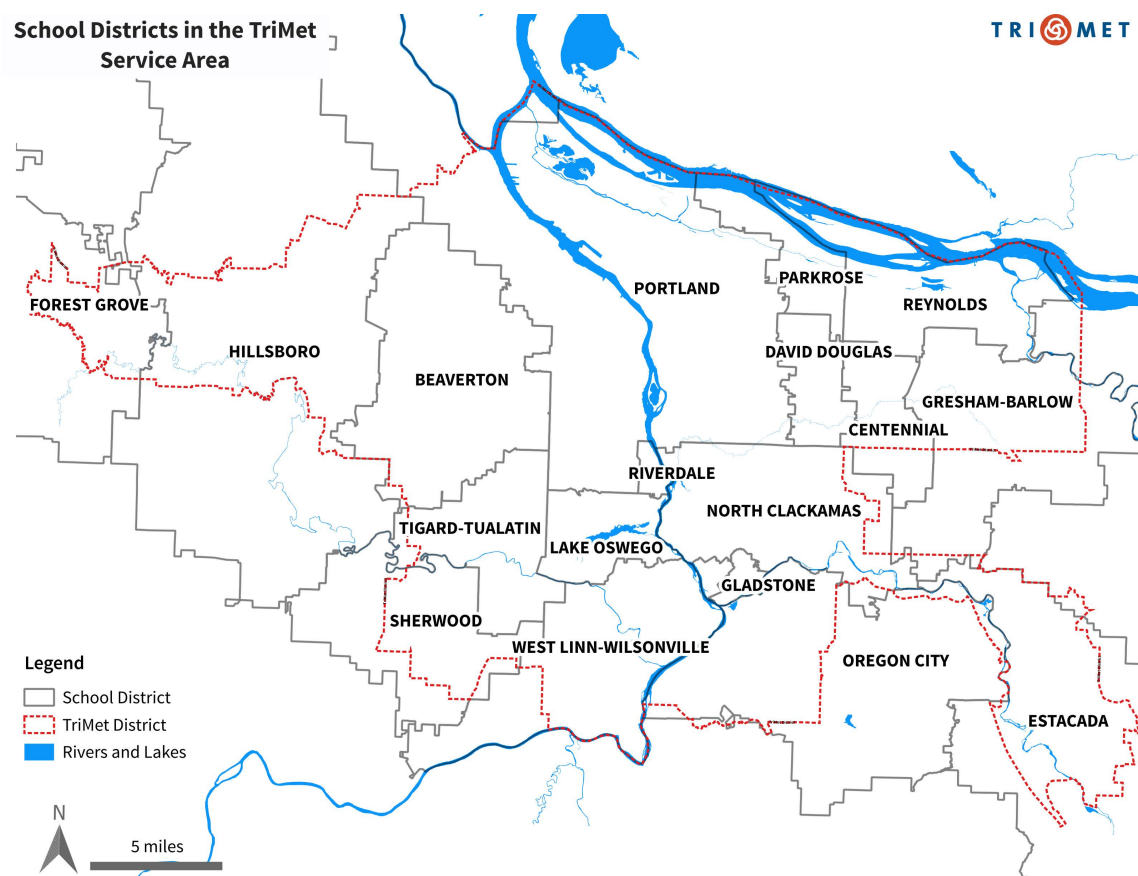 School Districts in the TriMet
Service Area
TRI MET
PORTLAND
PARKROSE
REYNOLDS
FOREST GROVE
HILLSBORO
DAVID DOUGLAS
BEAVERTON
GRESHAM-BARLOW
CENTENNIAL
RIVERDALE
NORTH CLACKAMAS
TIGARD-TUALATIN
LAKE OSWEGO
GLADSTONE
SHERWOOD
WEST LINN-WILSONVILLE
OREGON CITY
ESTACADA
Legend
School District
TriMet District
Rivers and Lakes
N
5 miles